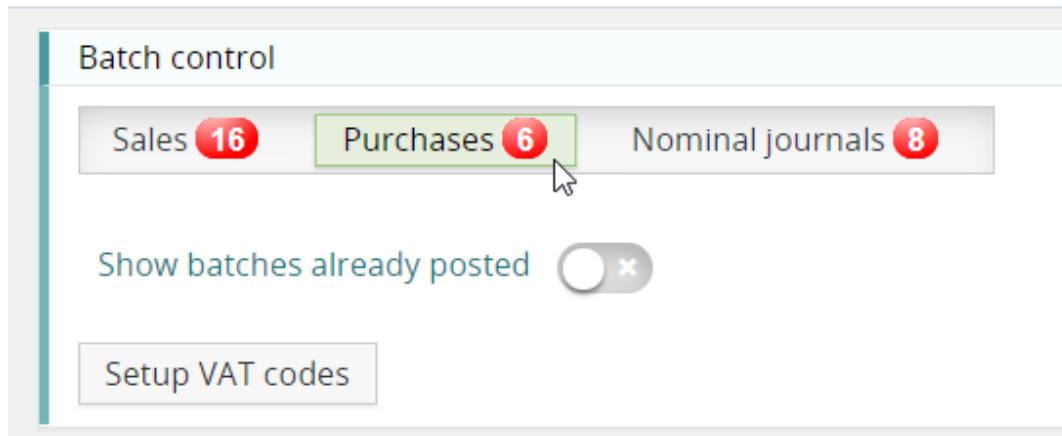 Batch control
Sales 16 Purchases 6 Nominal journals 8
Show batches already posted
Setup VAT codes